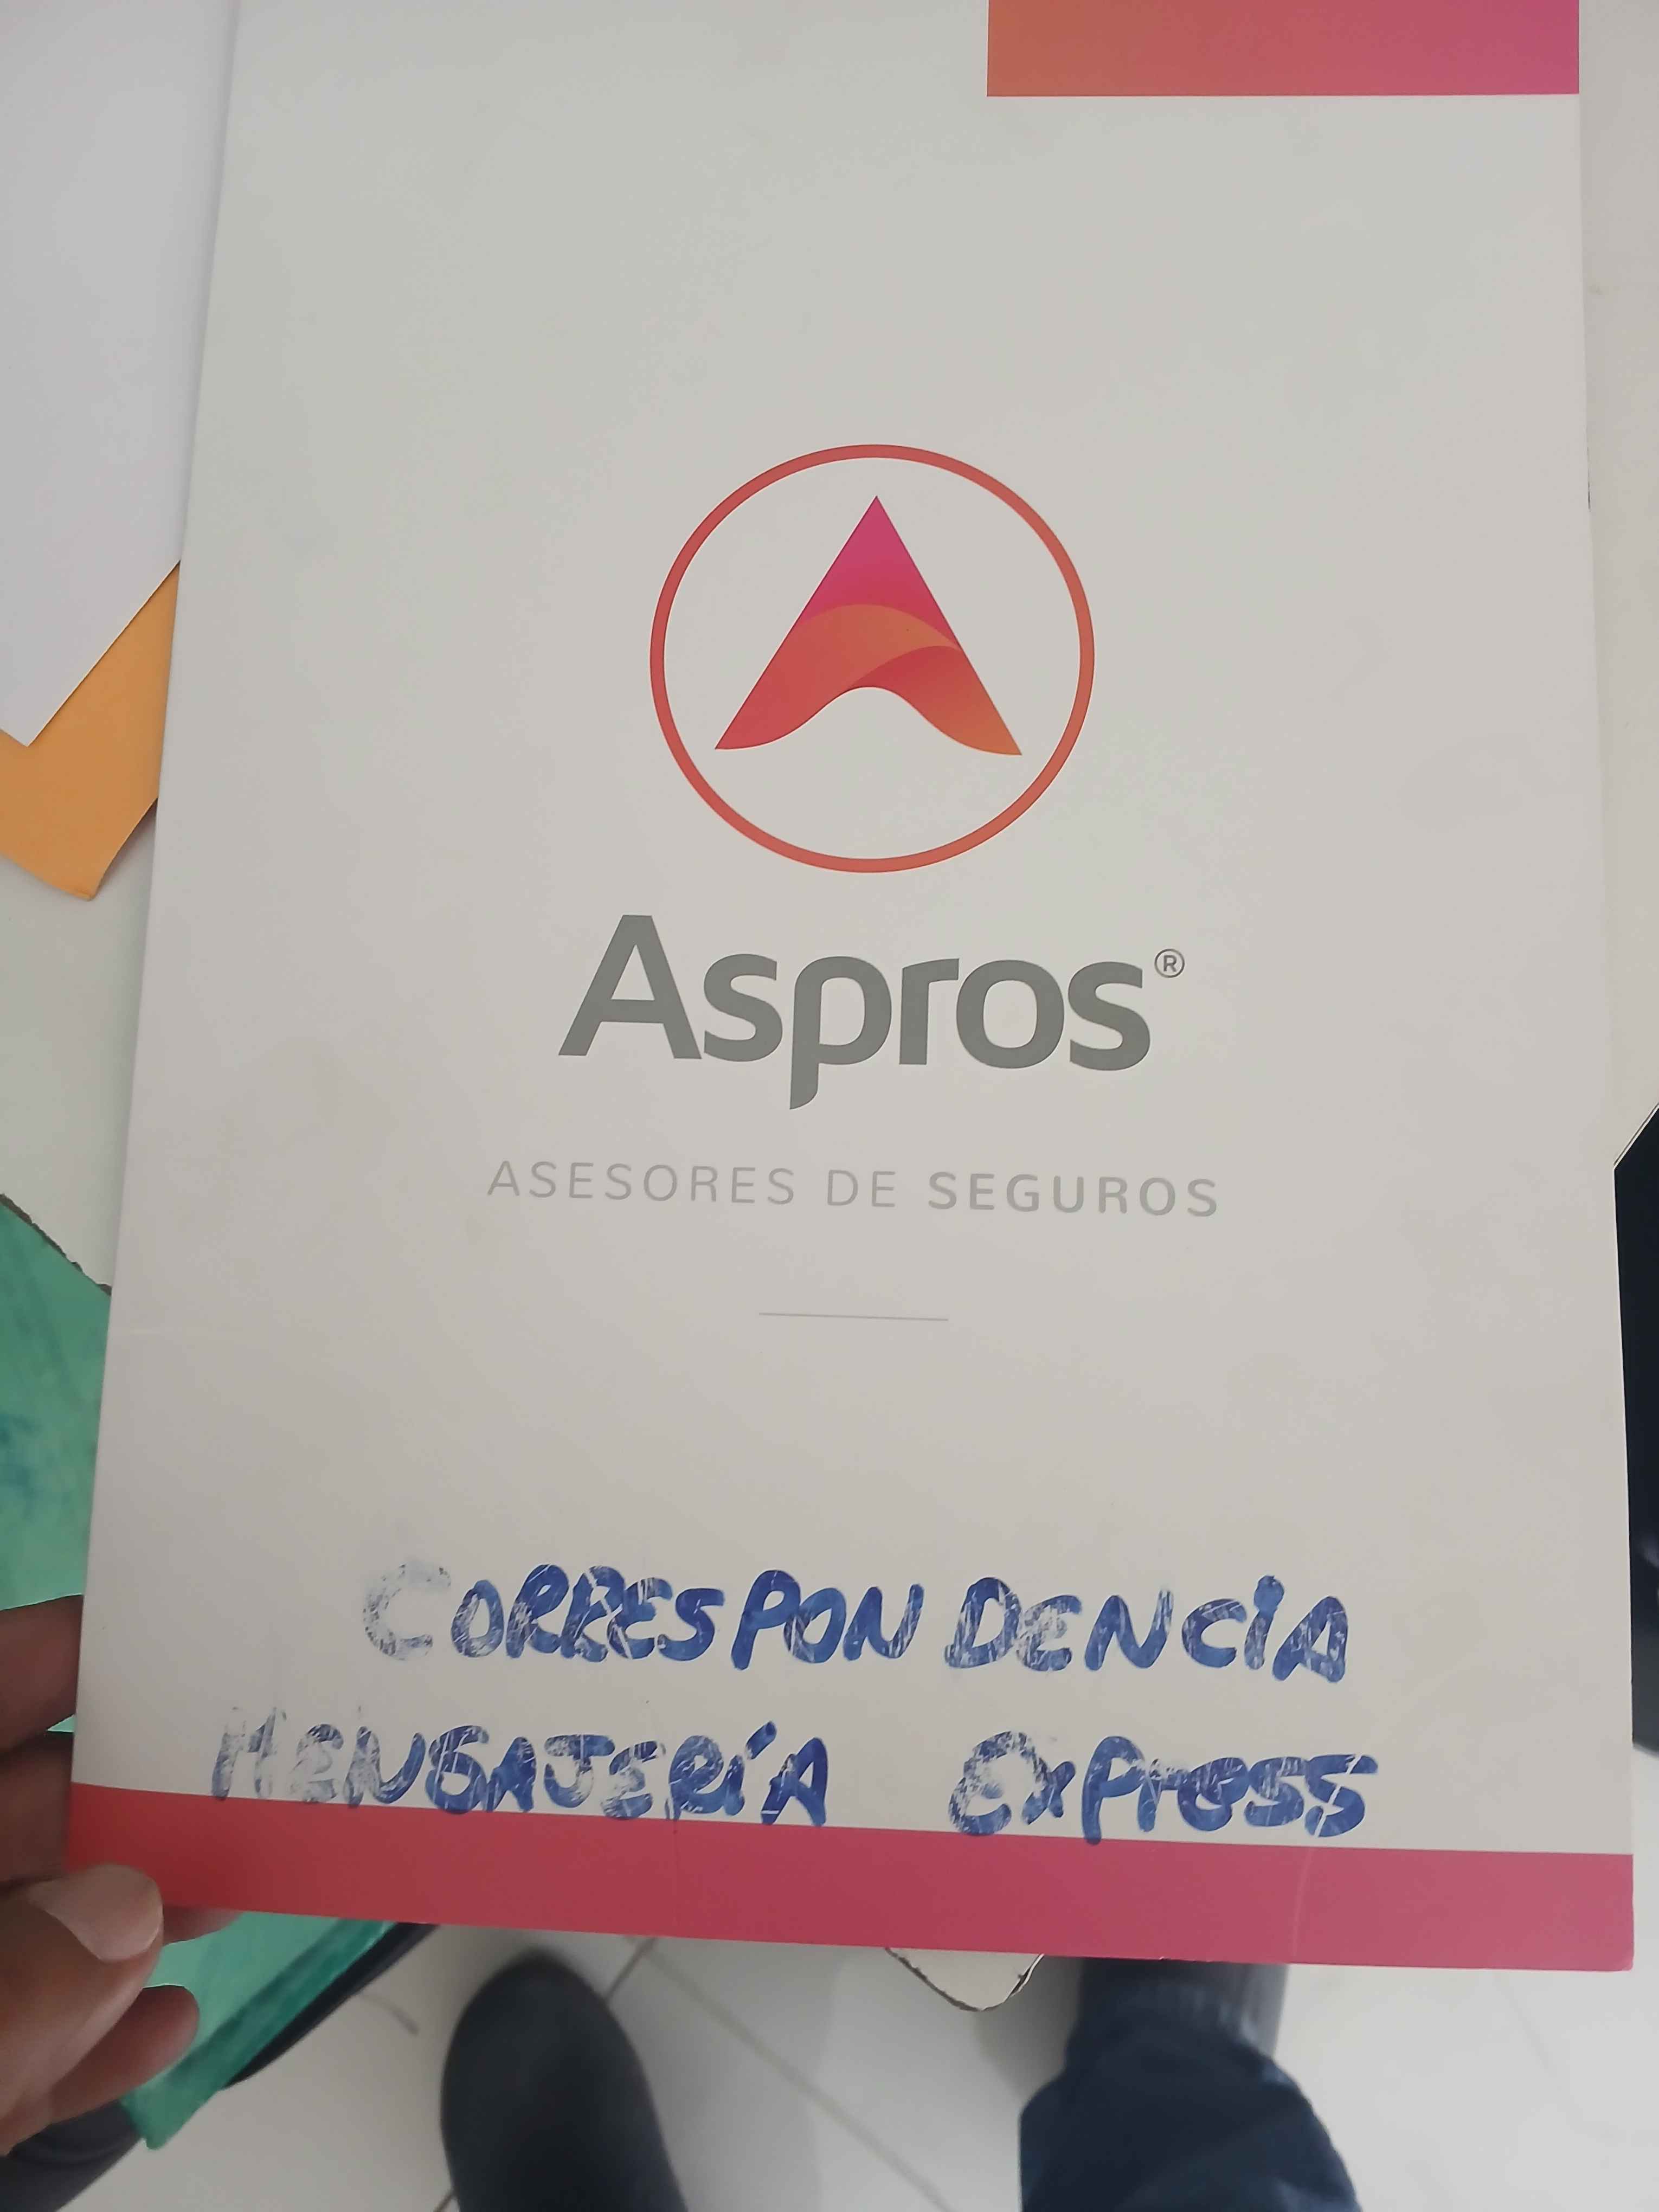 Aspros®
ASESORES DE SEGUROS
CORRESPONDENCIA
MENSAJERÍA EXPRESS